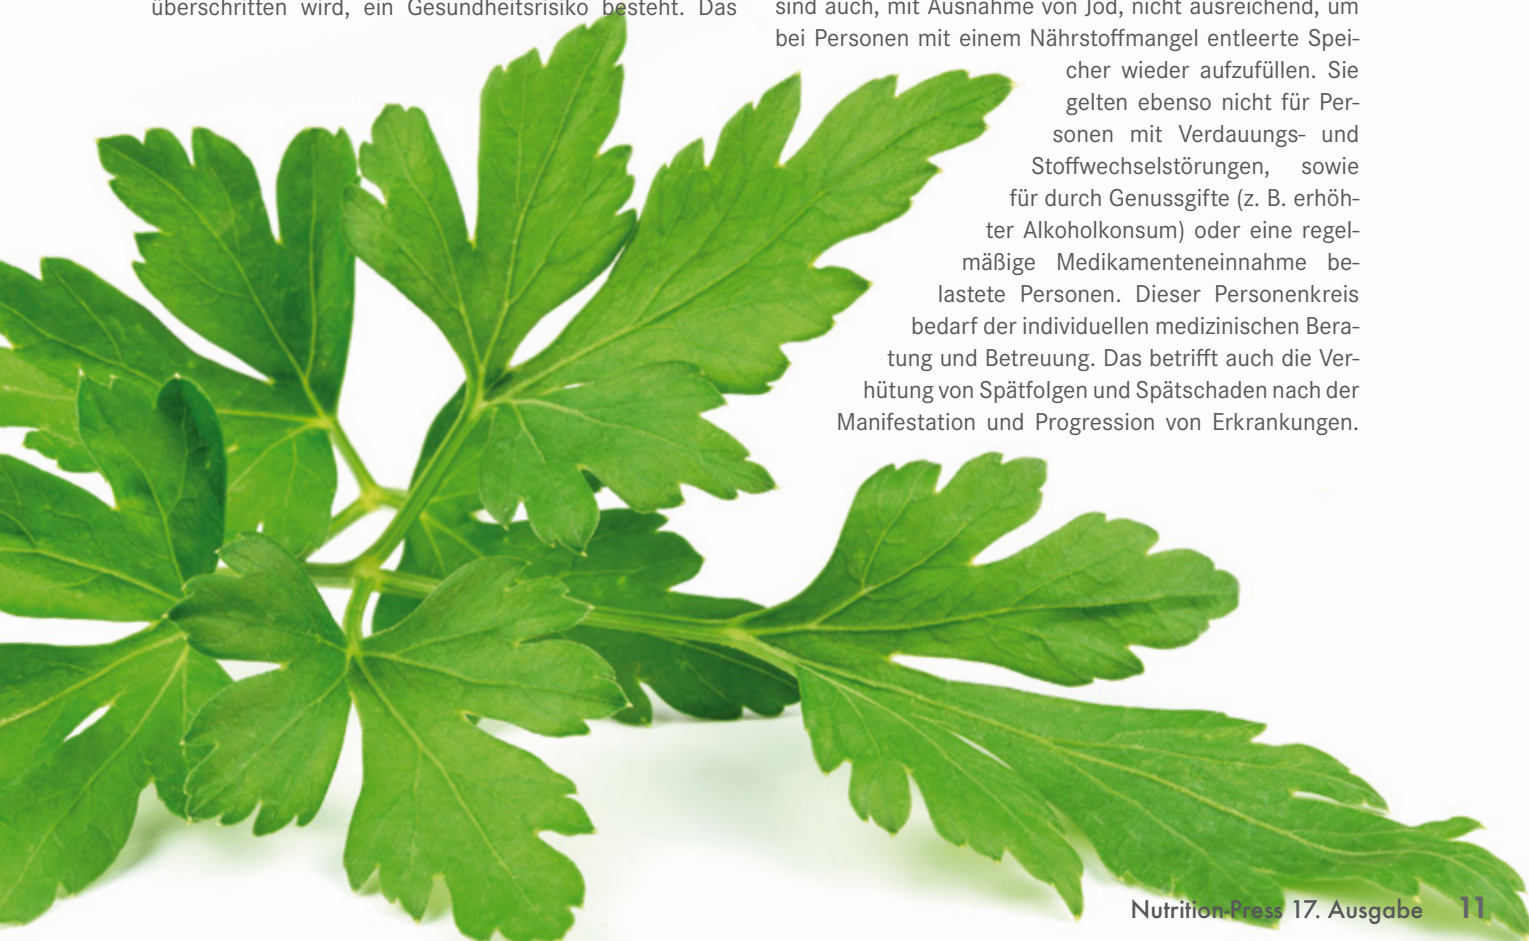 überschritten wird, ein Gesundheitsrisiko besteht. Das
sind auch, mit Ausnahme von Jod, nicht ausreichend, um
bei Personen mit einem Nährstoffmangel entleerte Spei-
cher wieder aufzufüllen. Sie
gelten ebenso nicht für Per-
sonen mit Verdauungs- und
Stoffwechselstörungen, sowie
für durch Genussgifte (z. B. erhöh-
ter Alkoholkonsum) oder eine regel-
mäßige Medikamenteneinnahme be-
lastete Personen. Dieser Personenkreis
bedarf der individuellen medizinischen Bera-
tung und Betreuung. Das betrifft auch die Ver-
hütung von Spätfolgen und Spätschaden nach der
Manifestation und Progression von Erkrankungen.
Nutrition-Press 17. Ausgabe 11